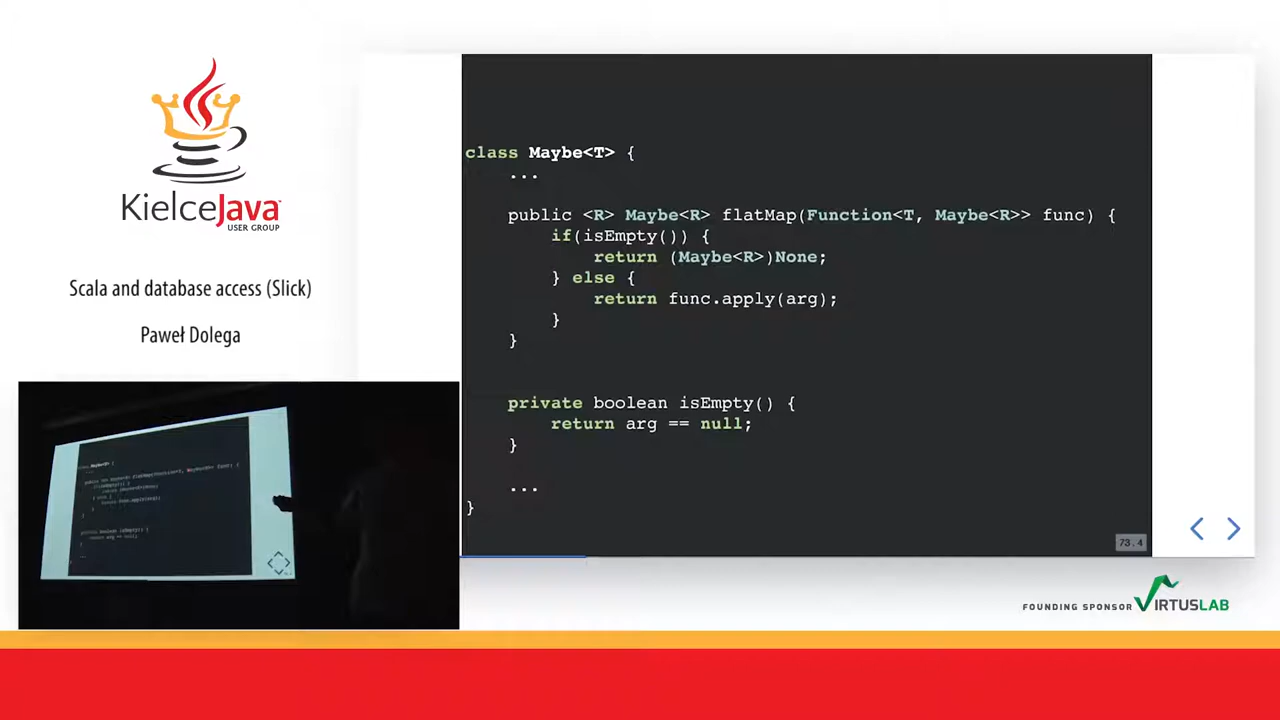 KielceJava
USER GROUP
Scala and database access (Slick)
Paweł Dolega
class Maybe<T> {
...
public <R> Maybe<R> flatMap(Function<T, Maybe<R>> func) {
if(isEmpty()) {
return (Maybe<R>)None;
} else {
return func.apply(arg);
}
}
private boolean isEmpty() {
return arg == null;
}
...
}
73.4
FOUNDING SPONSOR VIRTUSLAB